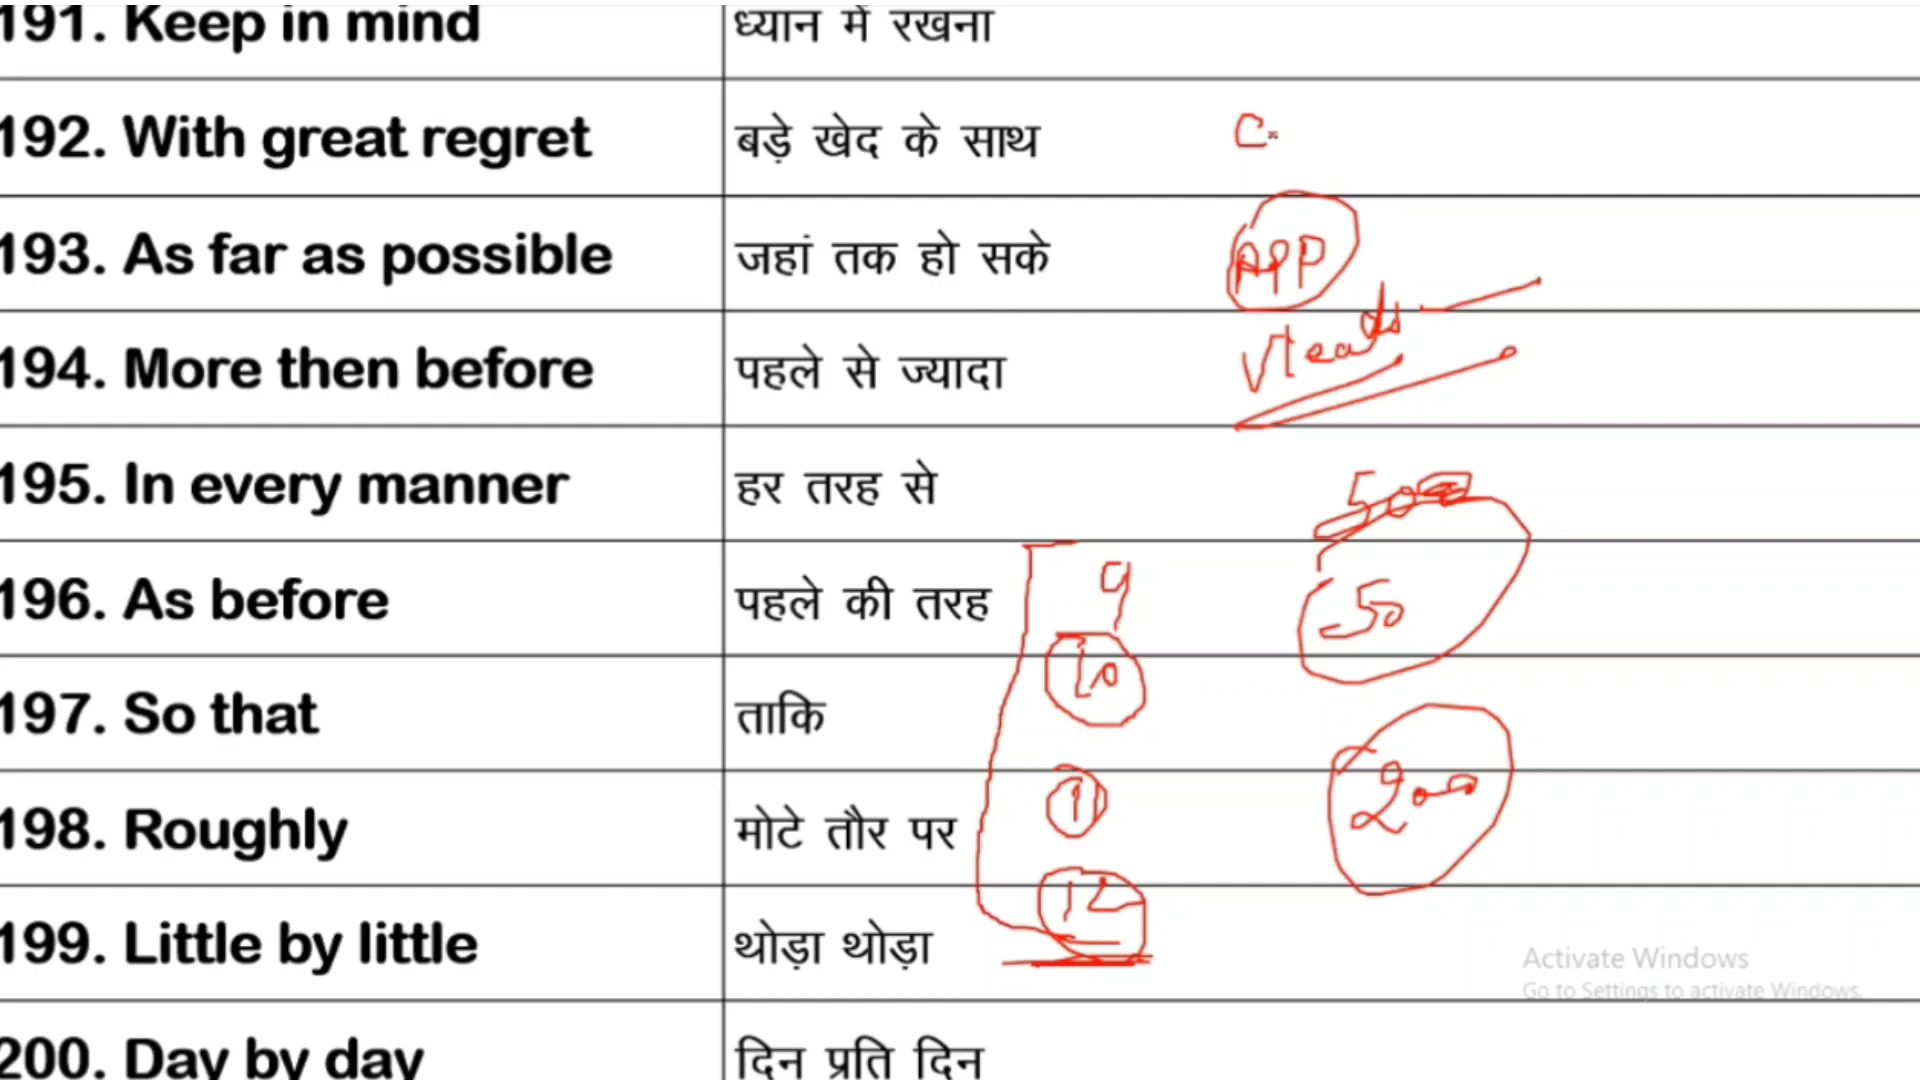 191. Keep in mind ध्यान में रखना
192. With great regret बड़े खेद के साथ
C
193. As far as possible जहां तक हो सके
APP
194. More then before पहले से ज्यादा
195. In every manner हर तरह से
500
196. As before पहले की तरह
9
50
10
197. So that ताकि
198. Roughly मोटे तौर पर
200
12
199. Little by little थोड़ा थोड़ा
Activate Windows
Go to Settings to activate Windows.
200. Day by day दिन प्रति दिन